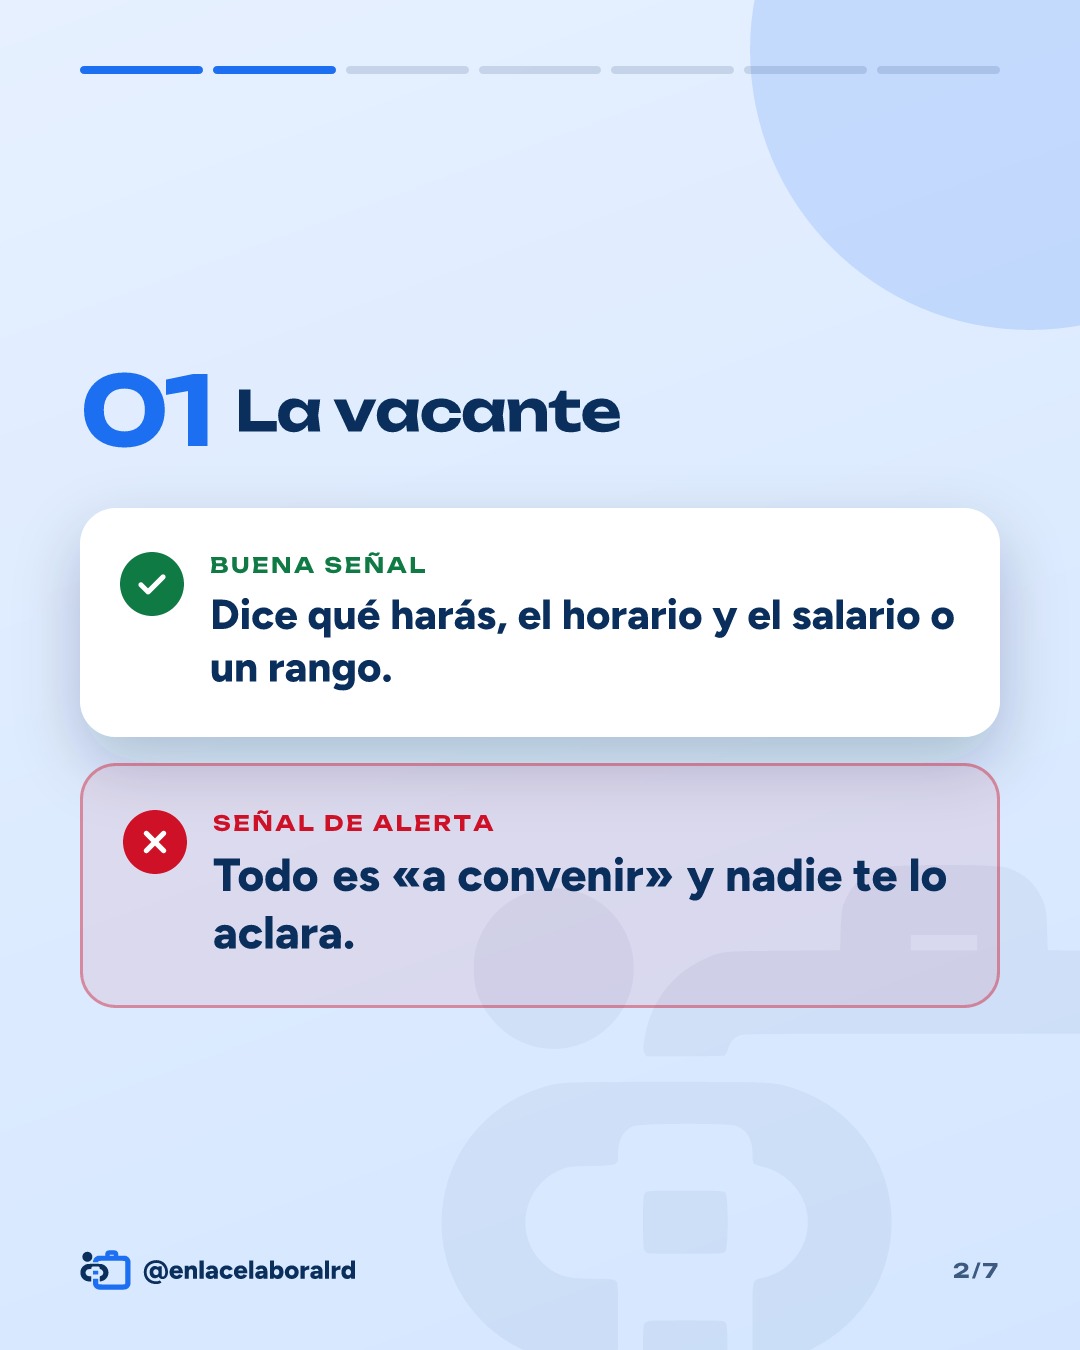 01 La vacante
BUENA SEÑAL
Dice qué harás, el horario y el salario o
un rango.
SEÑAL DE ALERTA
Todo es «a convenir» y nadie te lo
aclara.
@enlacelaboralrd
2/7